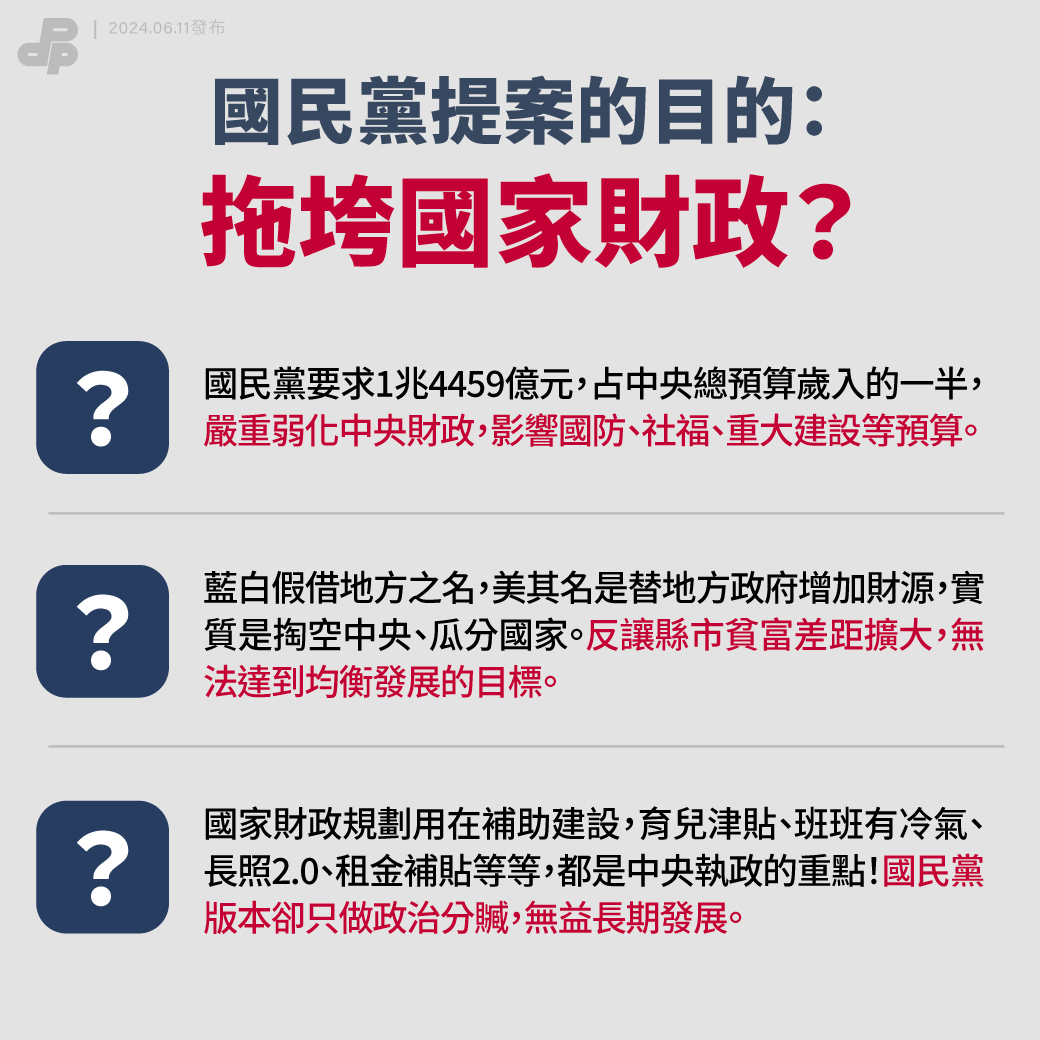 DPP | 2024.06.11發布
國民黨提案的目的：
拖垮國家財政？
?
國民黨要求1兆4459億元，占中央總預算歲入的一半，
嚴重弱化中央財政，影響國防、社福、重大建設等預算。
?
藍白假借地方之名，美其名是替地方政府增加財源，實
質是掏空中央、瓜分國家。反讓縣市貧富差距擴大，無
法達到均衡發展的目標。
?
國家財政規劃用在補助建設，育兒津貼、班班有冷氣、
長照2.0、租金補貼等等，都是中央執政的重點！國民黨
版本卻只做政治分贓，無益長期發展。